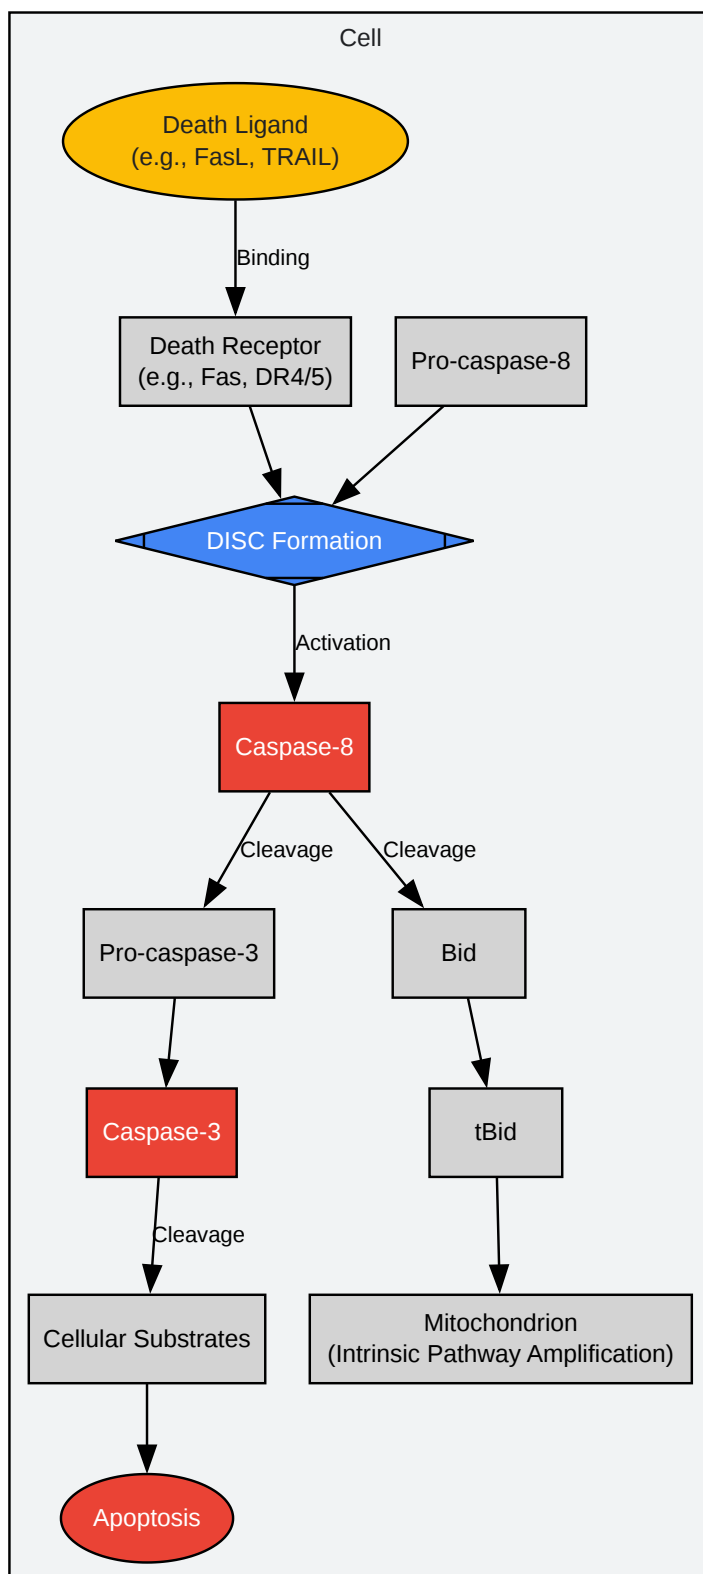 Cell
Death Ligand
(e.g., FasL, TRAIL)
Binding
Death Receptor
(e.g., Fas, DR4/5)
Pro-caspase-8
DISC Formation
Activation
Caspase-8
Cleavage
Cleavage
Pro-caspase-3
Bid
Caspase-3
tBid
Cleavage
Cellular Substrates
Mitochondrion
(Intrinsic Pathway Amplification)
Apoptosis